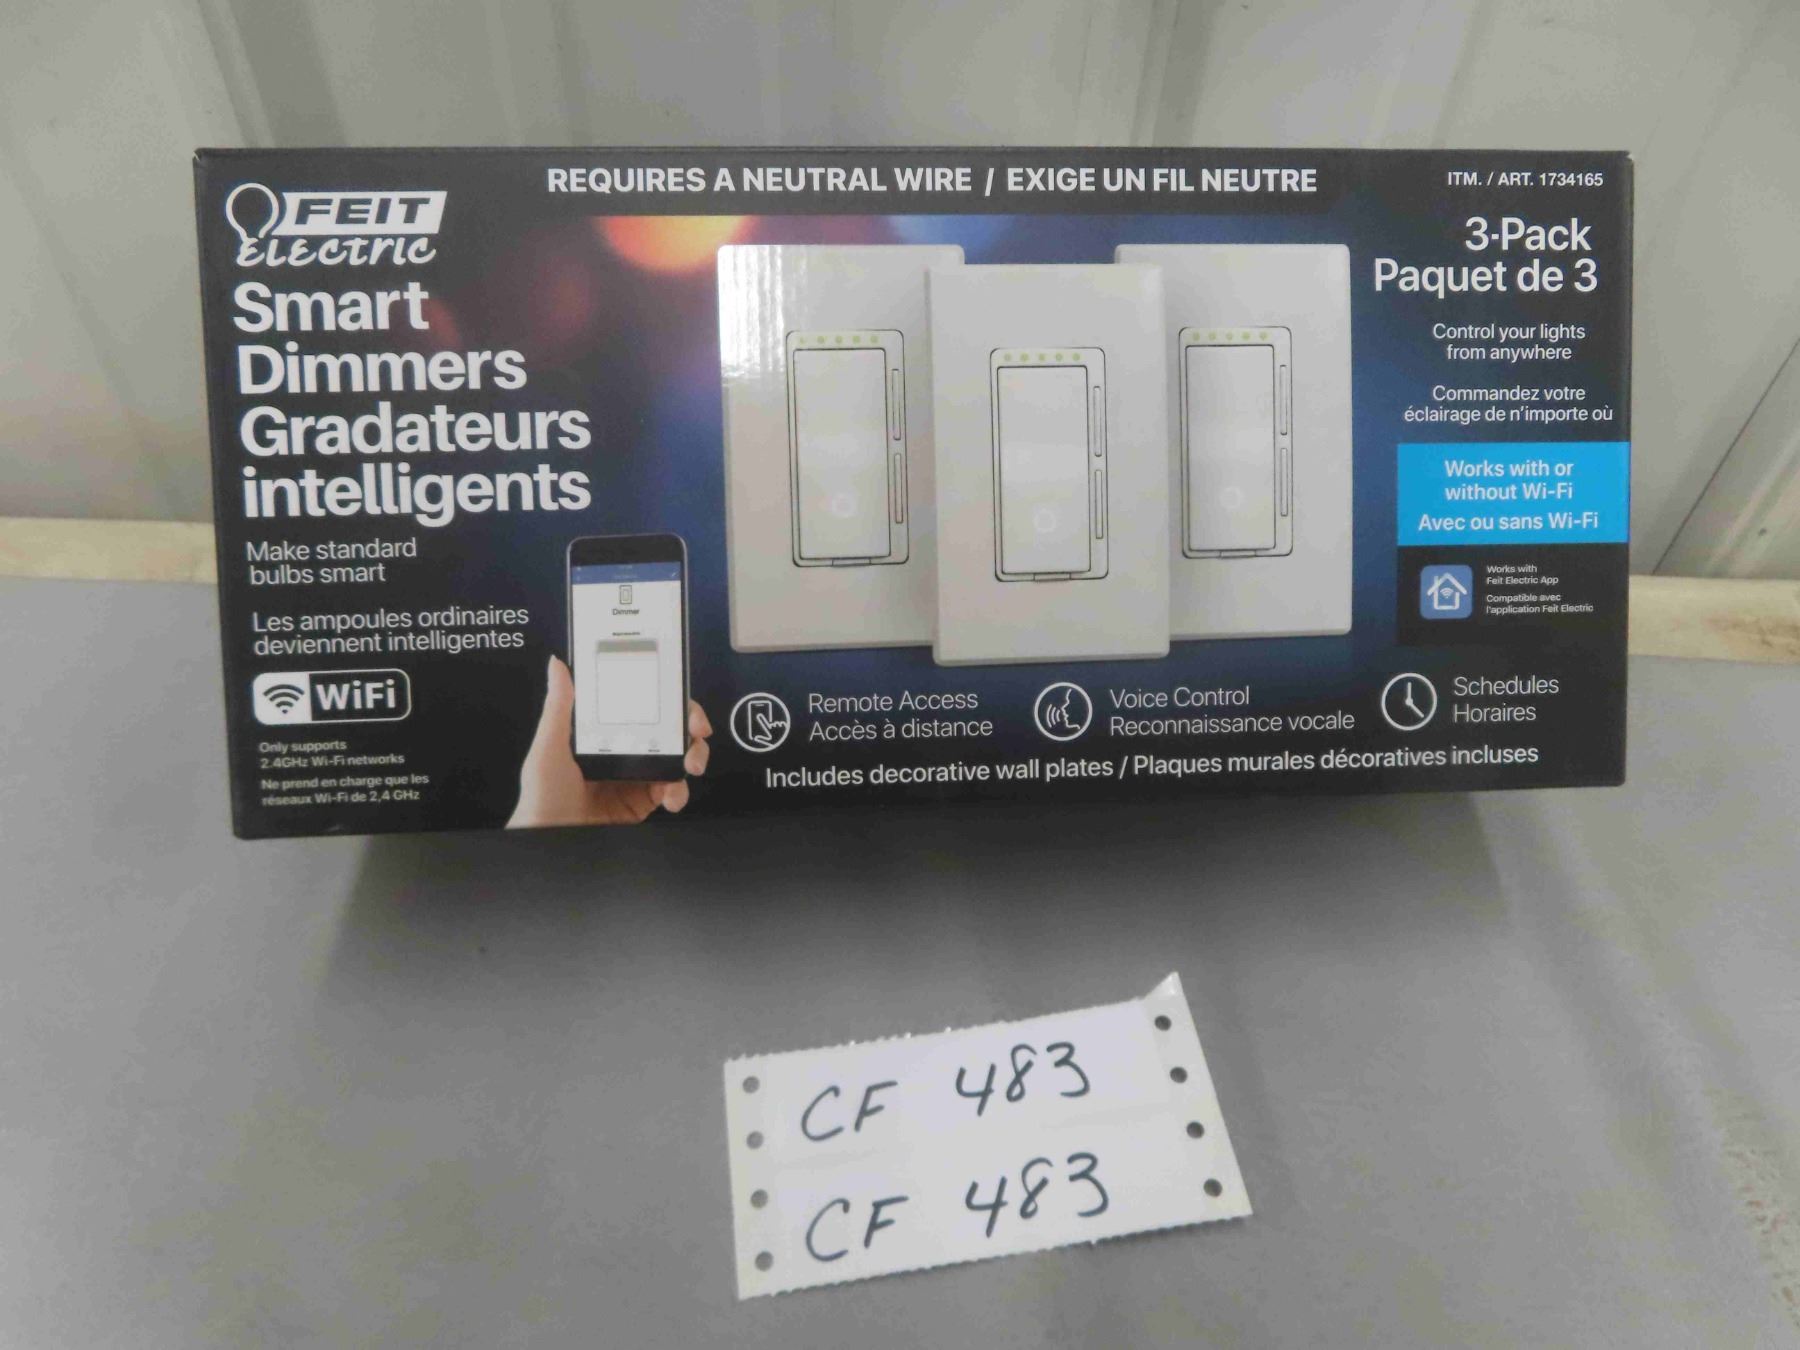 REQUIRES A NEUTRAL WIRE / EXIGE UN FIL NEUTRE
ITM. / ART. 1734165
FEIT
ELECTRIC
Smart
Dimmers
Gradateurs
intelligents
Make standard
bulbs smart
Les ampoules ordinaires
deviennent intelligentes
WiFi
Only supports
2.4GHz Wi-Fi networks
Ne prend en charge que les
réseaux Wi-Fi de 2,4 GHz
Dimmer
3-Pack
Paquet de 3
Control your lights
from anywhere
Commandez votre
éclairage de n'importe où
Works with or
without Wi-Fi
Avec ou sans Wi-Fi
Works with
Feit Electric App
Compatible avec
l'application Feit Electric
Remote Access
Accès à distance
Voice Control
Reconnaissance vocale
Schedules
Horaires
Includes decorative wall plates / Plaques murales décoratives incluses
CF 483
CF 483